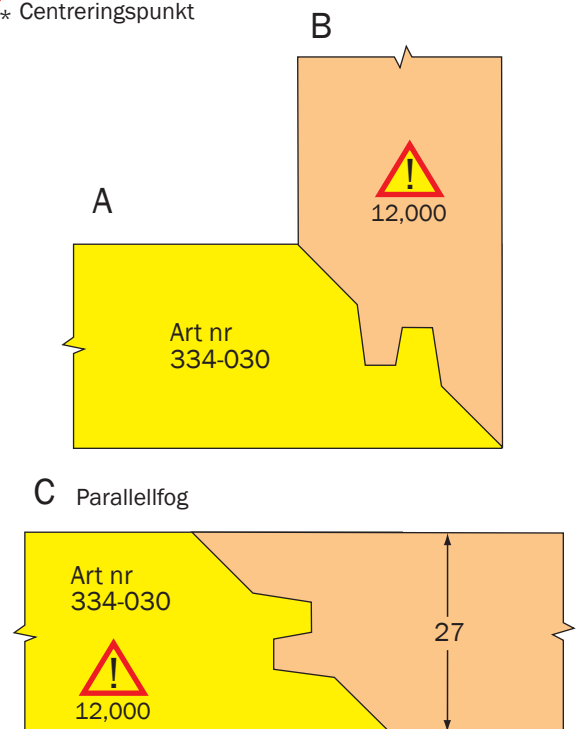 * Centreringspunkt
B
!
12,000
A
Art nr
334-030
C Parallellfog
Art nr
334-030
27
!
12,000